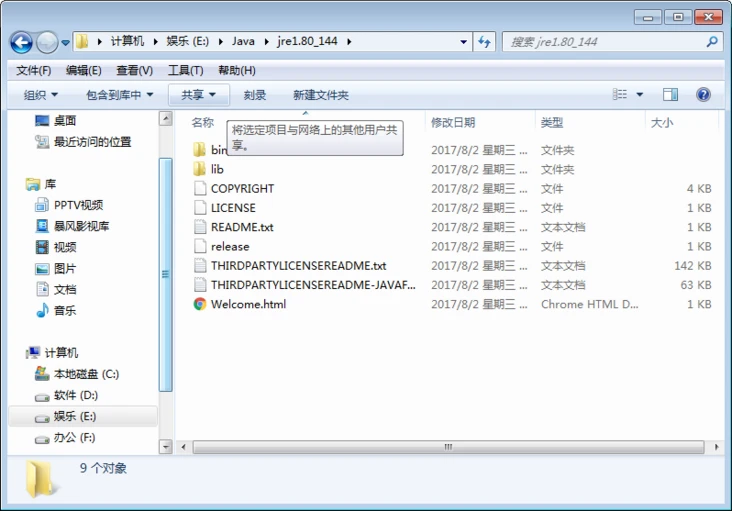 计算机 娱乐 (E:) Java jre1.80_144 搜索 jre1.80_144
文件(F) 编辑(E) 查看(V) 工具(T) 帮助(H)
组织 包含到库中 共享 刻录 新建文件夹
桌面
最近访问的位置
库
PPTV视频
暴风影视库
视频
图片
文档
音乐
计算机
本地磁盘 (C:)
软件 (D:)
娱乐 (E:)
办公 (F:)
名称 修改日期 类型 大小
将选定项目与网络上的其他用户共
享。
bin 2017/8/2 星期三 ... 文件夹
lib 2017/8/2 星期三 ... 文件夹
COPYRIGHT 2017/8/2 星期三 ... 文件 4 KB
LICENSE 2017/8/2 星期三 ... 文件 1 KB
README.txt 2017/8/2 星期三 ... 文本文档 1 KB
release 2017/8/2 星期三 ... 文件 1 KB
THIRDPARTYLICENSEREADME.txt 2017/8/2 星期三 ... 文本文档 142 KB
THIRDPARTYLICENSEREADME-JAVAF... 2017/8/2 星期三 ... 文本文档 63 KB
Welcome.html 2017/8/2 星期三 ... Chrome HTML D... 1 KB
9 个对象